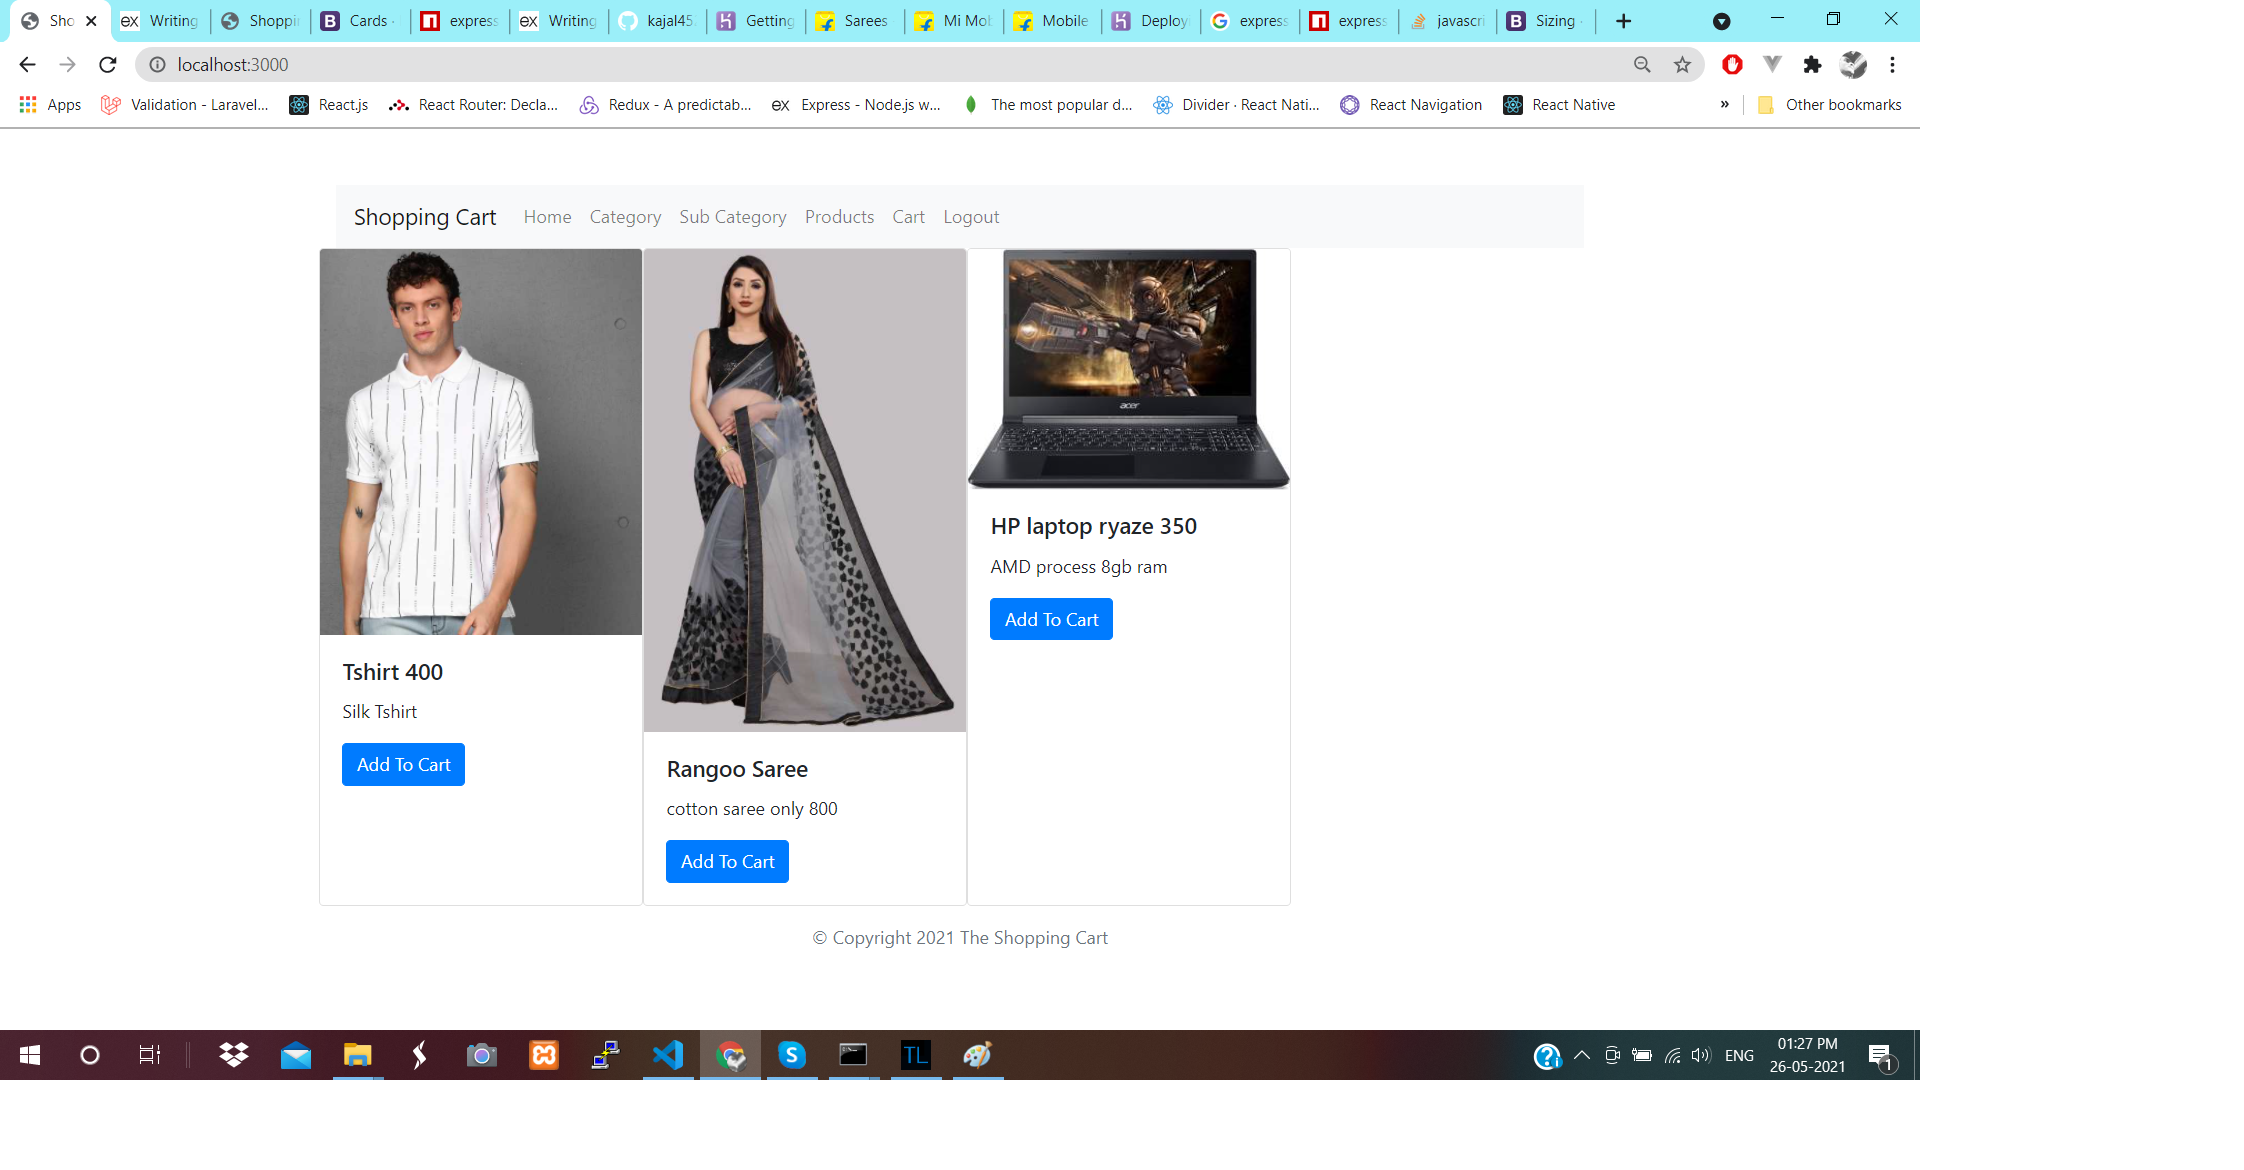 Sho
Writing
Shoppin
Cards ·
express
Writing
kajal45
Getting
Sarees
Mi Mob
Mobile
Deploy
express
express
javascri
Sizing ·
localhost:3000
Apps
Validation - Laravel...
React.js
React Router: Decla...
Redux - A predictab...
Express - Node.js w...
The most popular d...
Divider · React Nati...
React Navigation
React Native
»
Other bookmarks
Shopping Cart Home Category Sub Category Products Cart Logout
acer
Tshirt 400
Silk Tshirt
Add To Cart
Rangoo Saree
cotton saree only 800
Add To Cart
HP laptop ryaze 350
AMD process 8gb ram
Add To Cart
© Copyright 2021 The Shopping Cart
TL
ENG
01:27 PM
26-05-2021
1